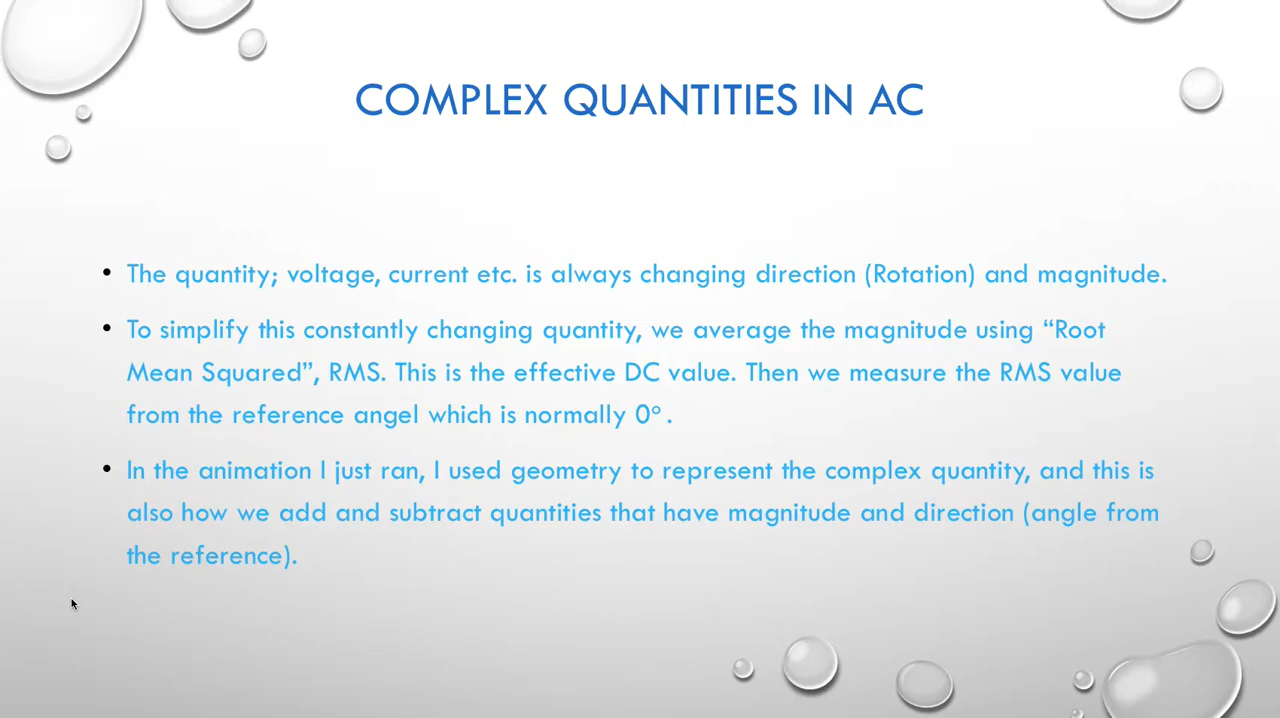 COMPLEX QUANTITIES IN AC
• The quantity; voltage, current etc. is always changing direction (Rotation) and magnitude.
• To simplify this constantly changing quantity, we average the magnitude using “Root
Mean Squared”, RMS. This is the effective DC value. Then we measure the RMS value
from the reference angel which is normally 0° .
• In the animation I just ran, I used geometry to represent the complex quantity, and this is
also how we add and subtract quantities that have magnitude and direction (angle from
the reference).